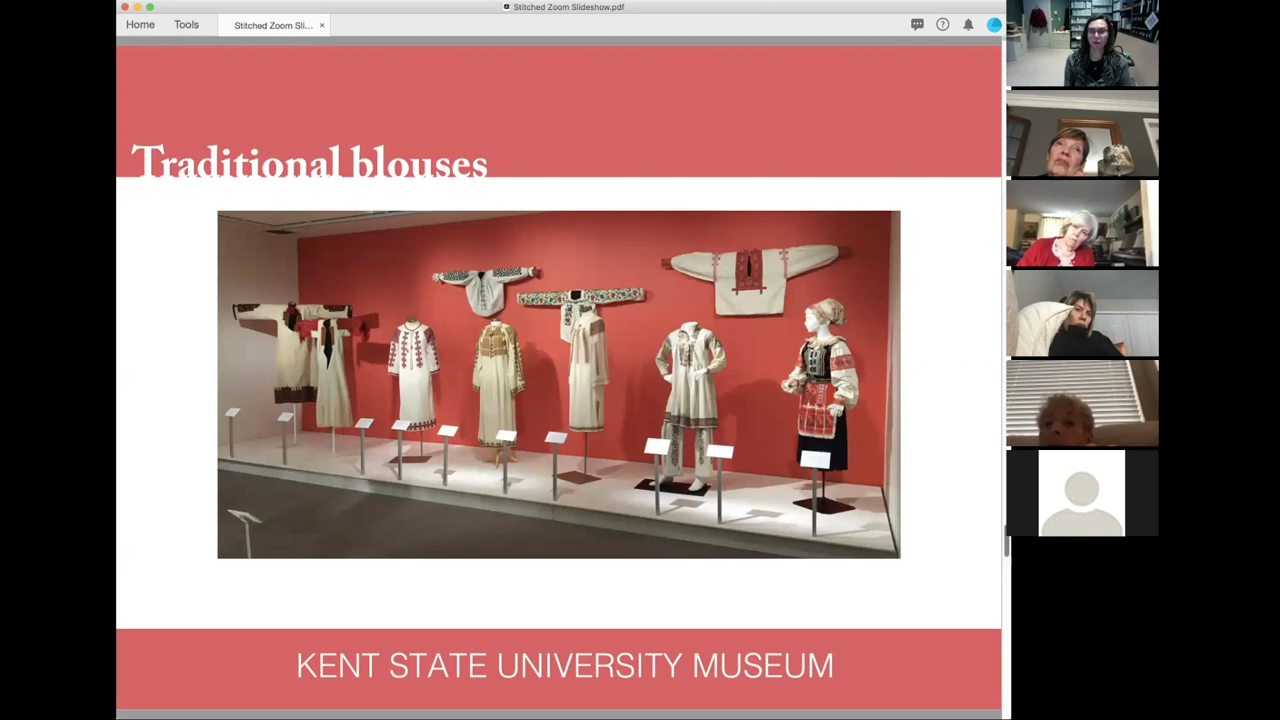 Stitched Zoom Slideshow.pdf
Home Tools Stitched Zoom Sli... ×
Traditional blouses
KENT STATE UNIVERSITY MUSEUM